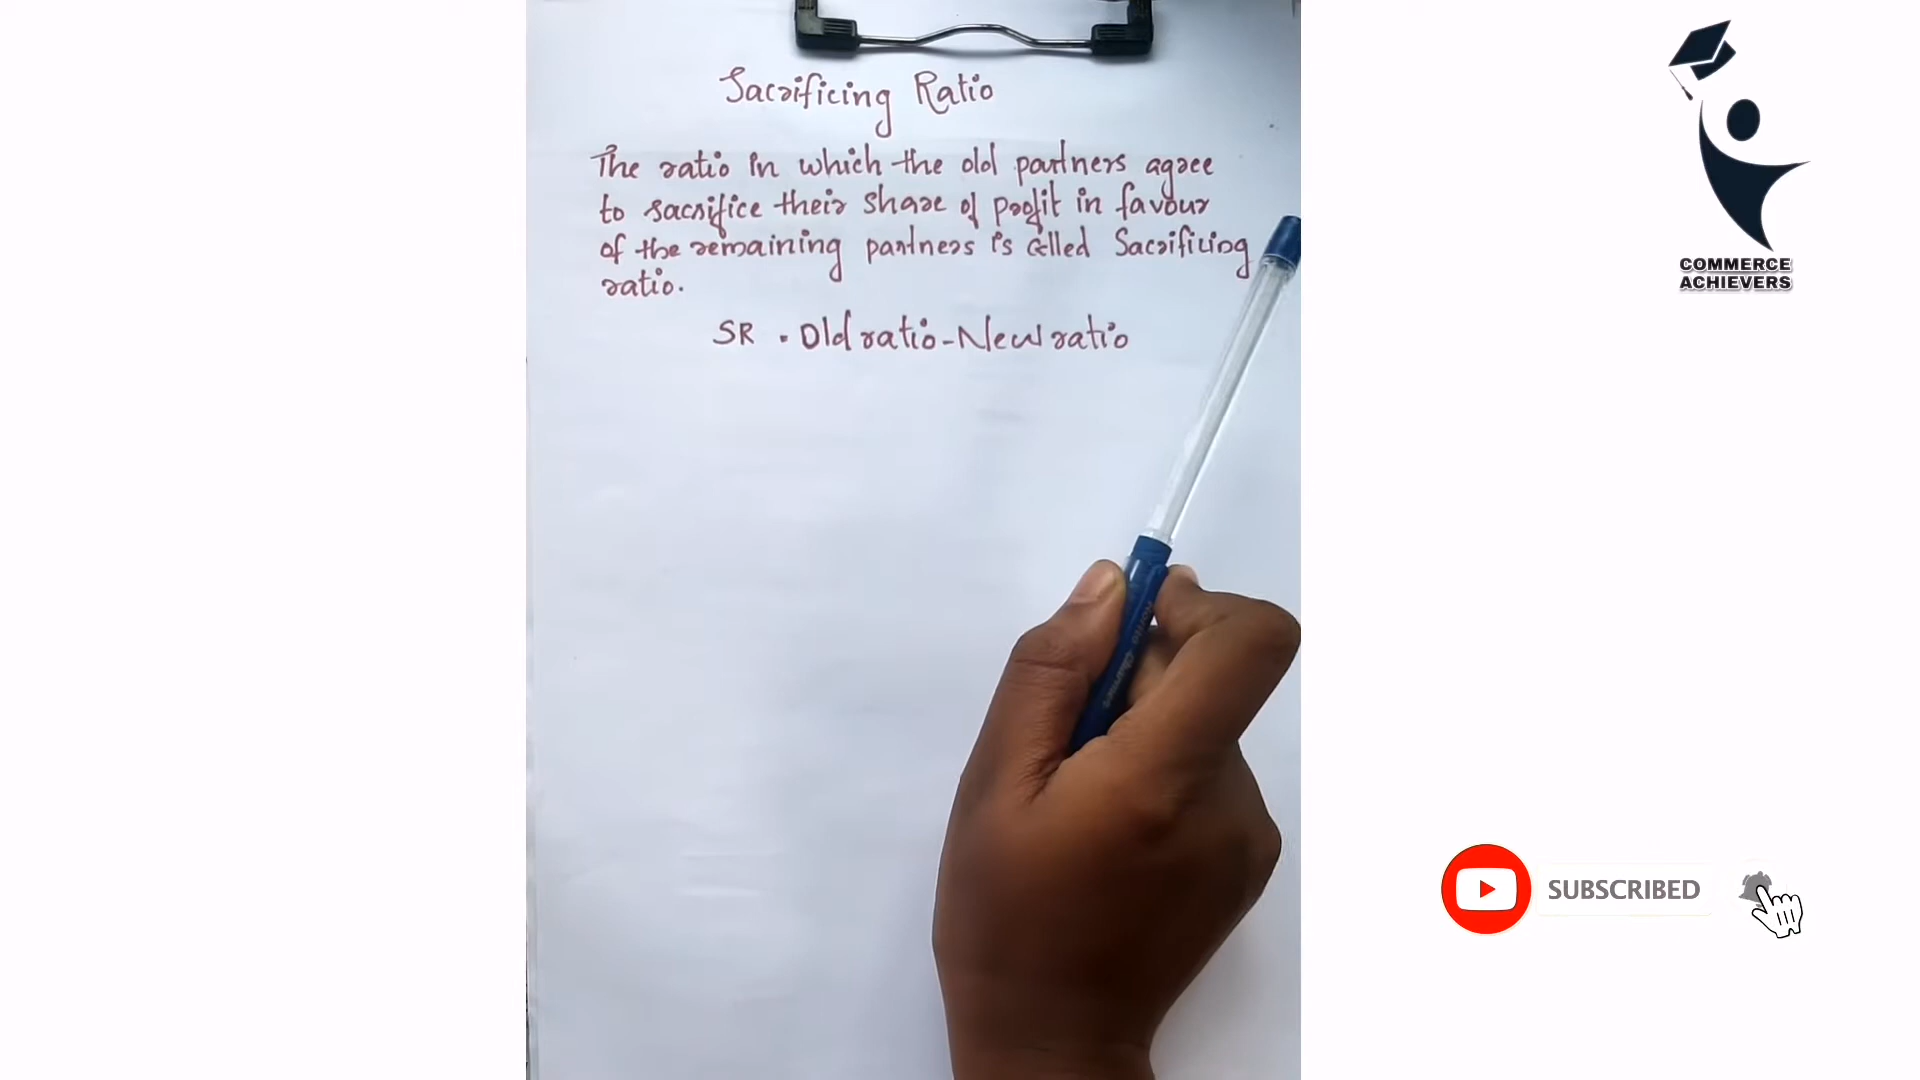 Sacrificing Ratio
The ratio in which the old partners agree
to sacrifice their share of profit in favour
of the remaining partners is called Sacrificing
ratio.
SR = Old ratio - New ratio
COMMERCE
ACHIEVERS
SUBSCRIBED